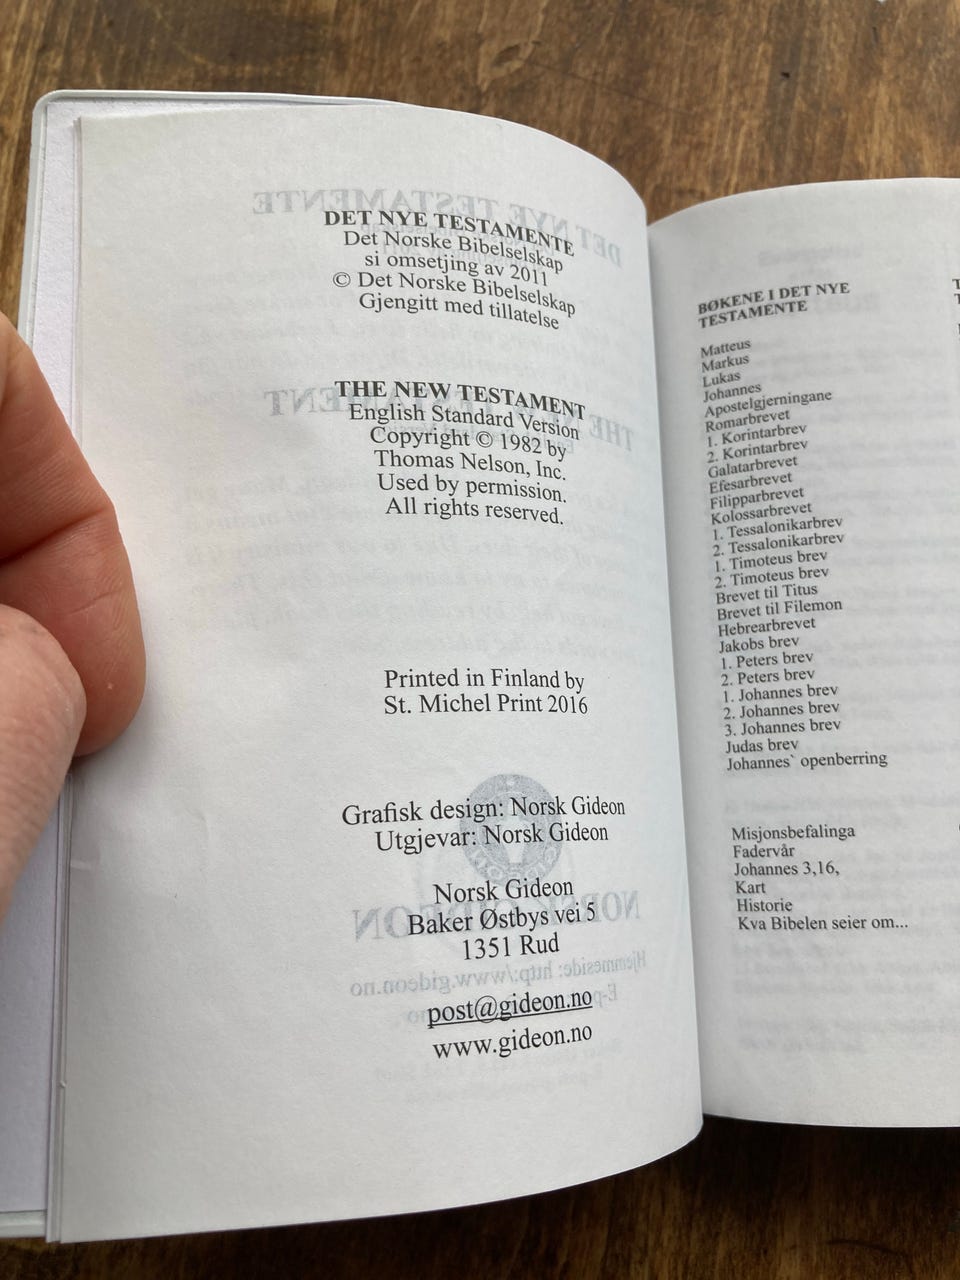 DET NYE TESTAMENTE
Det Norske Bibelselskap
si omsetjing av 2011
© Det Norske Bibelselskap
Gjengitt med tillatelse
THE NEW TESTAMENT
English Standard Version
Copyright © 1982 by
Thomas Nelson, Inc.
Used by permission.
All rights reserved.
Printed in Finland by
St. Michel Print 2016
Grafisk design: Norsk Gideon
Utgjevar: Norsk Gideon
Norsk Gideon
Baker Østbys vei 5
1351 Rud
post@gideon.no
www.gideon.no
BØKENE I DET NYE
TESTAMENTE
Matteus
Markus
Lukas
Johannes
Apostelgjerningane
Romarbrevet
1. Korintarbrev
2. Korintarbrev
Galatarbrevet
Efesarbrevet
Filipparbrevet
Kolossarbrevet
1. Tessalonikarbrev
2. Tessalonikarbrev
1. Timoteus brev
2. Timoteus brev
Brevet til Titus
Brevet til Filemon
Hebrearbrevet
Jakobs brev
1. Peters brev
2. Peters brev
1. Johannes brev
2. Johannes brev
3. Johannes brev
Judas brev
Johannes` openberring
Misjonsbefalinga
Fadervår
Johannes 3,16,
Kart
Historie
Kva Bibelen seier om...